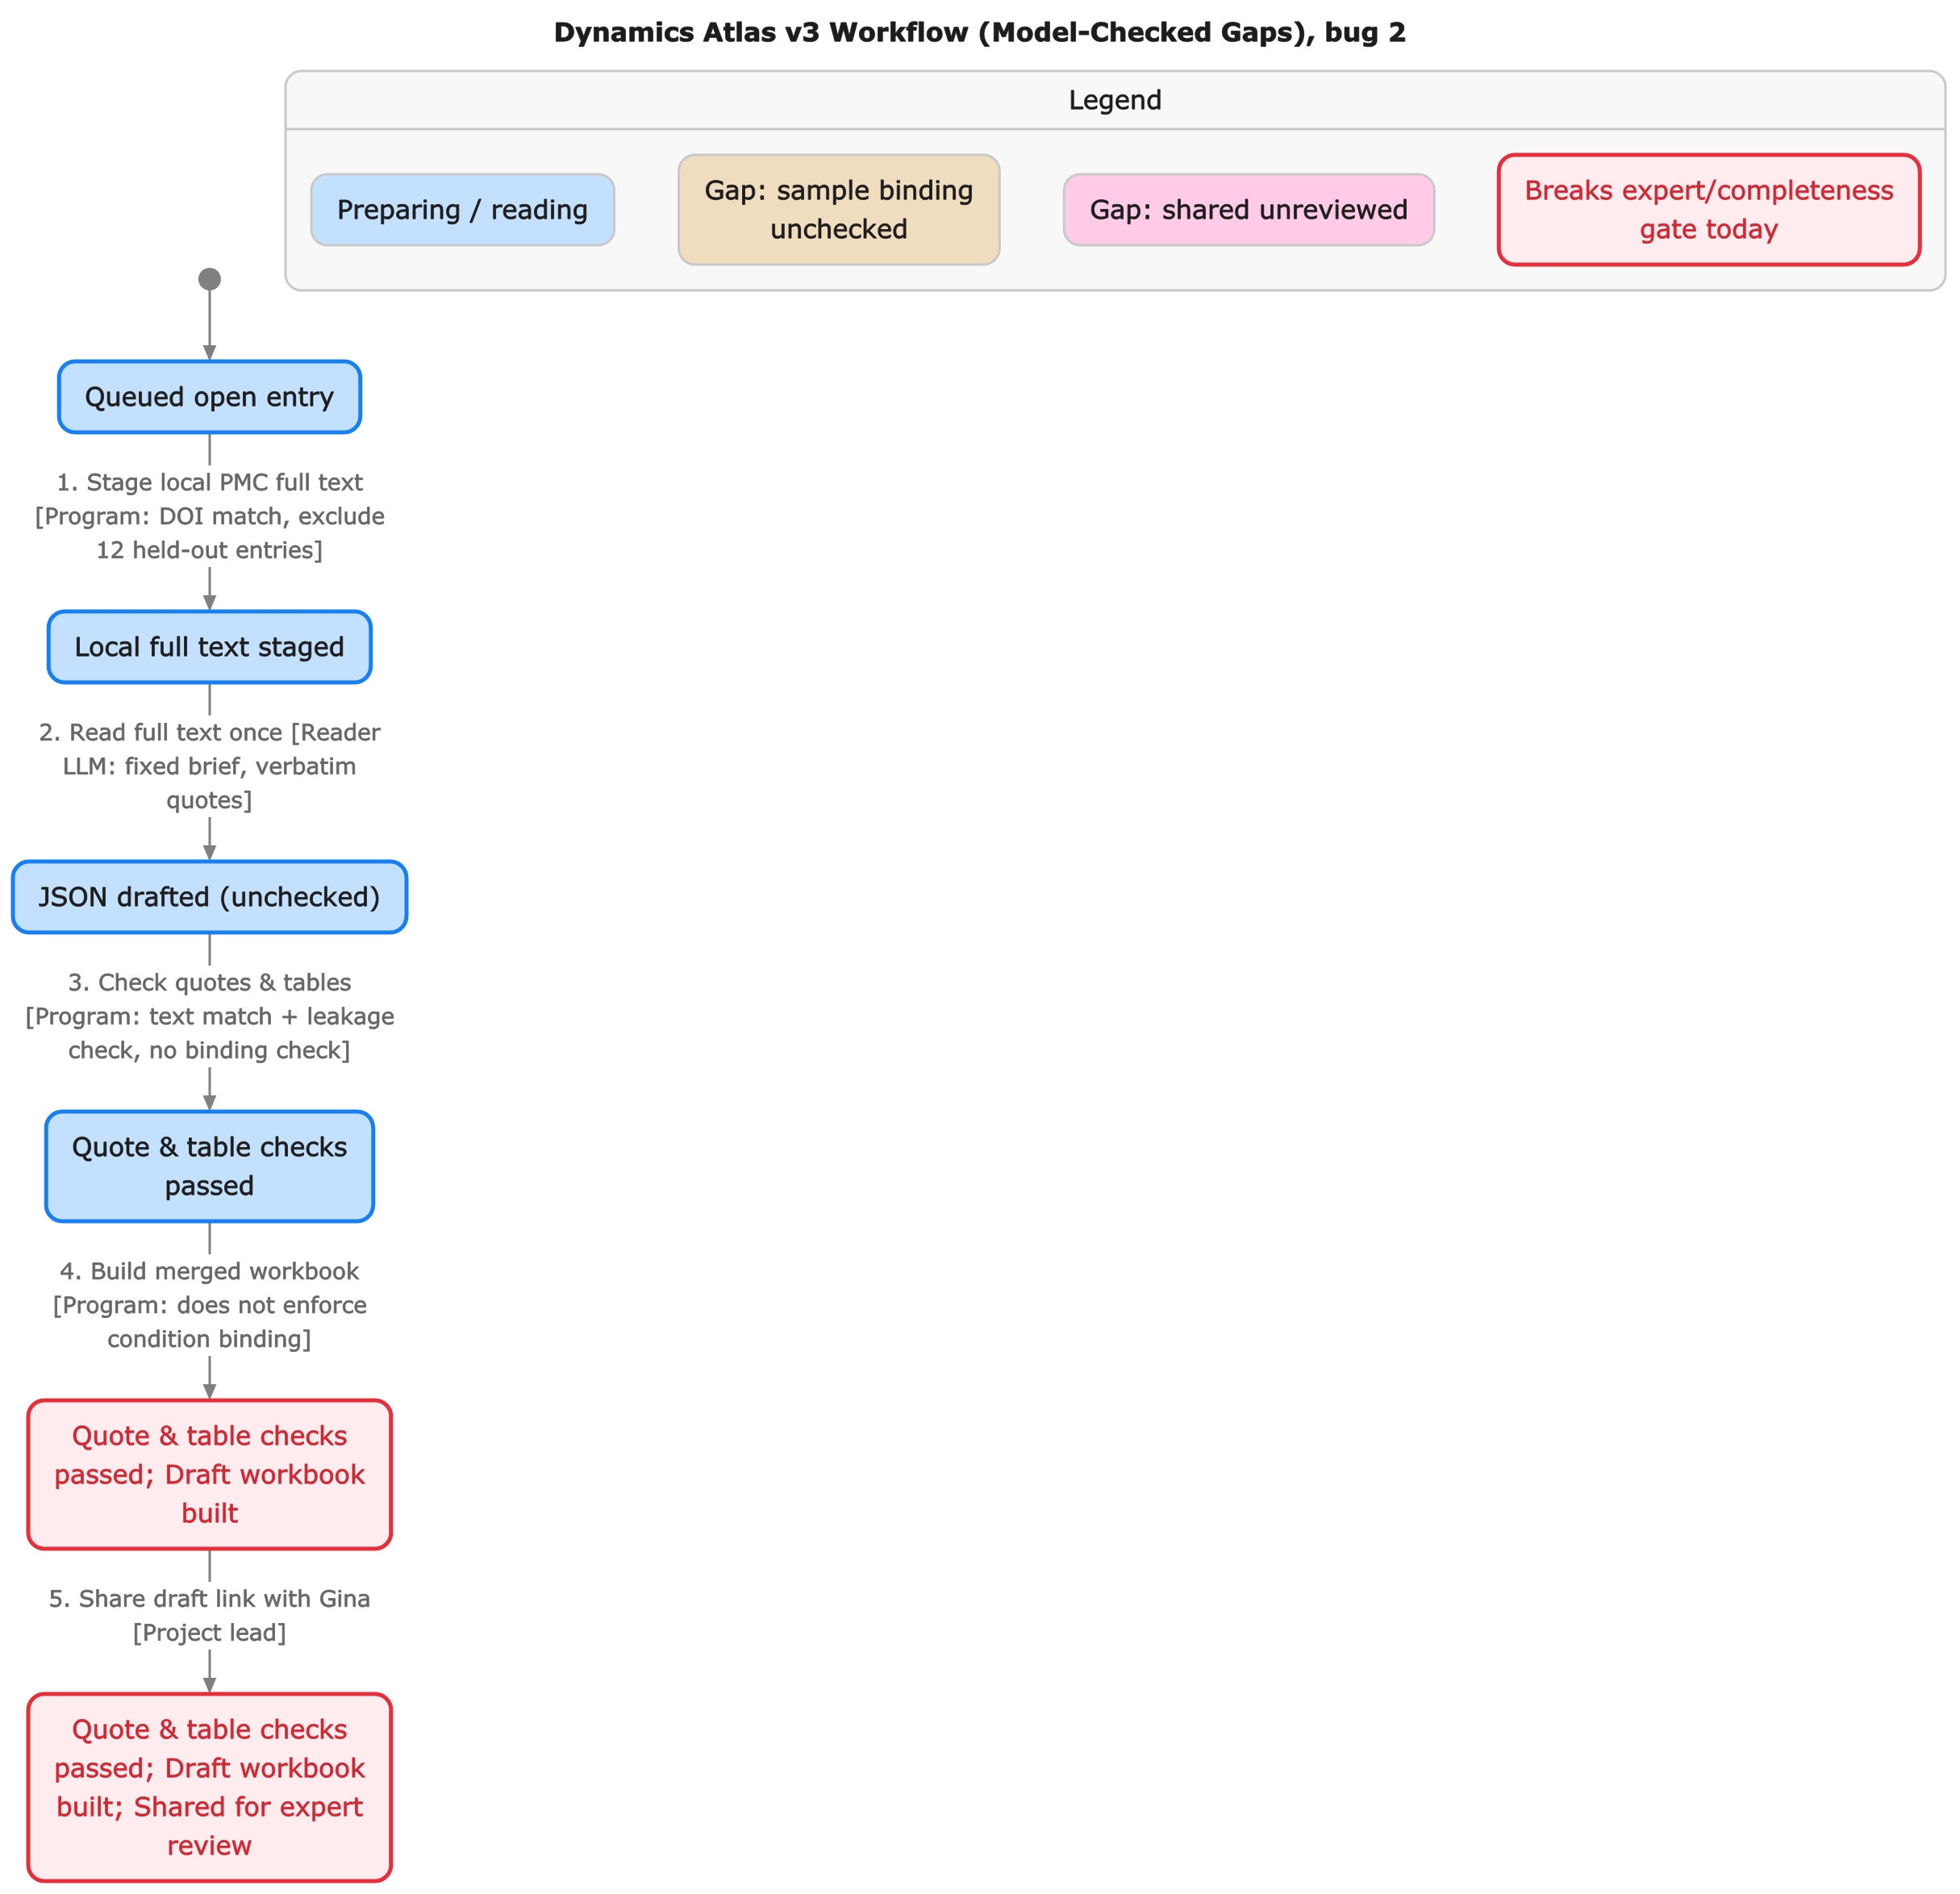 Dynamics Atlas v3 Workflow (Model-Checked Gaps), bug 2
Legend
Preparing / reading
Gap: sample binding
unchecked
Gap: shared unreviewed
Breaks expert/completeness
gate today
Queued open entry
1. Stage local PMC full text
[Program: DOI match, exclude
12 held-out entries]
Local full text staged
2. Read full text once [Reader
LLM: fixed brief, verbatim
quotes]
JSON drafted (unchecked)
3. Check quotes & tables
[Program: text match + leakage
check, no binding check]
Quote & table checks
passed
4. Build merged workbook
[Program: does not enforce
condition binding]
Quote & table checks
passed; Draft workbook
built
5. Share draft link with Gina
[Project lead]
Quote & table checks
passed; Draft workbook
built; Shared for expert
review